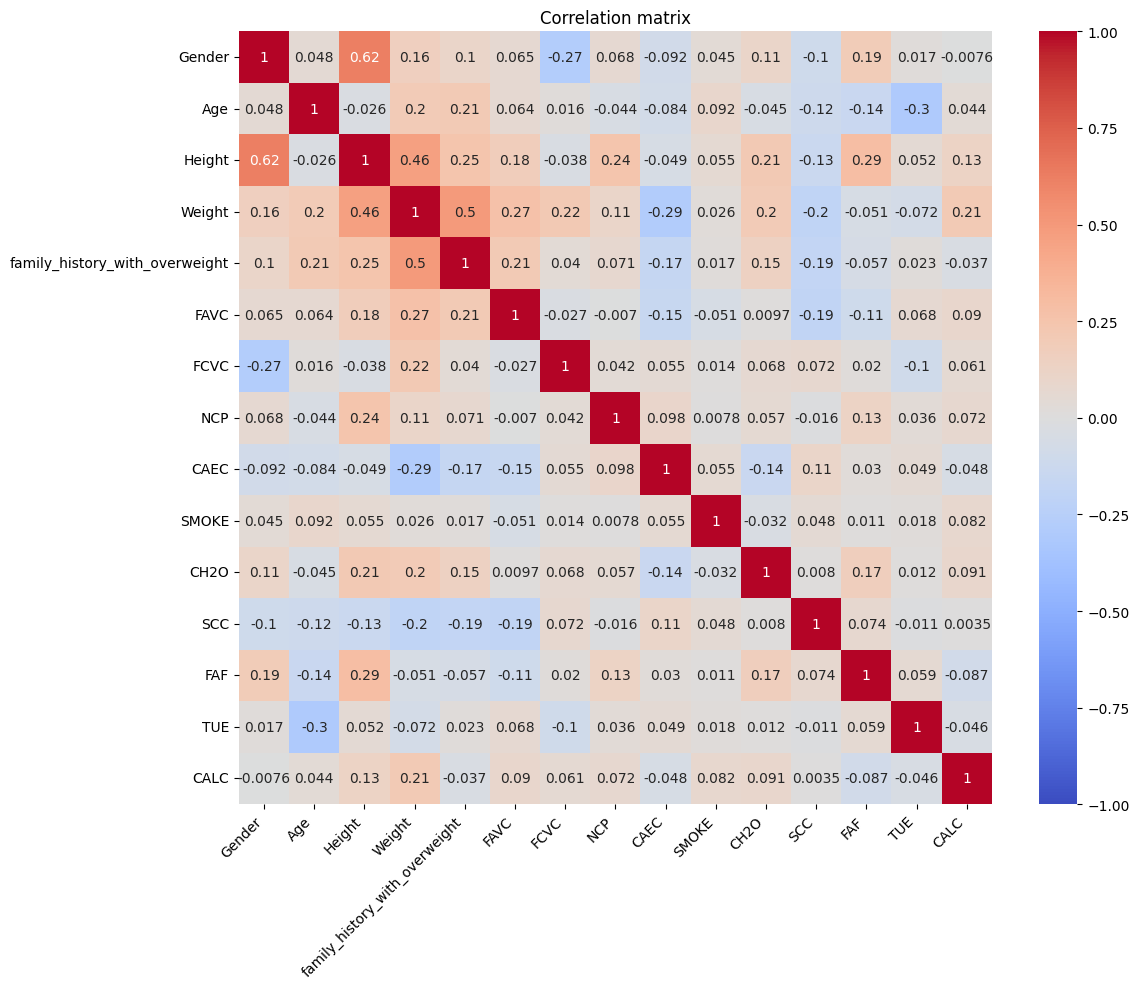 Correlation matrix
Gender 1 0.048 0.62 0.16 0.1 0.065 -0.27 0.068 -0.092 0.045 0.11 -0.1 0.19 0.017 -0.0076
Age 0.048 1 -0.026 0.2 0.21 0.064 0.016 -0.044 -0.084 0.092 -0.045 -0.12 -0.14 -0.3 0.044
Height 0.62 -0.026 1 0.46 0.25 0.18 -0.038 0.24 -0.049 0.055 0.21 -0.13 0.29 0.052 0.13
Weight 0.16 0.2 0.46 1 0.5 0.27 0.22 0.11 -0.29 0.026 0.2 -0.2 -0.051 -0.072 0.21
family_history_with_overweight 0.1 0.21 0.25 0.5 1 0.21 0.04 0.071 -0.17 0.017 0.15 -0.19 -0.057 0.023 -0.037
FAVC 0.065 0.064 0.18 0.27 0.21 1 -0.027 -0.007 -0.15 -0.051 0.0097 -0.19 -0.11 0.068 0.09
FCVC -0.27 0.016 -0.038 0.22 0.04 -0.027 1 0.042 0.055 0.014 0.068 0.072 0.02 -0.1 0.061
NCP 0.068 -0.044 0.24 0.11 0.071 -0.007 0.042 1 0.098 0.0078 0.057 -0.016 0.13 0.036 0.072
CAEC -0.092 -0.084 -0.049 -0.29 -0.17 -0.15 0.055 0.098 1 0.055 -0.14 0.11 0.03 0.049 -0.048
SMOKE 0.045 0.092 0.055 0.026 0.017 -0.051 0.014 0.0078 0.055 1 -0.032 0.048 0.011 0.018 0.082
CH2O 0.11 -0.045 0.21 0.2 0.15 0.0097 0.068 0.057 -0.14 -0.032 1 0.008 0.17 0.012 0.091
SCC -0.1 -0.12 -0.13 -0.2 -0.19 -0.19 0.072 -0.016 0.11 0.048 0.008 1 0.074 -0.011 0.0035
FAF 0.19 -0.14 0.29 -0.051 -0.057 -0.11 0.02 0.13 0.03 0.011 0.17 0.074 1 0.059 -0.087
TUE 0.017 -0.3 0.052 -0.072 0.023 0.068 -0.1 0.036 0.049 0.018 0.012 -0.011 0.059 1 -0.046
CALC -0.0076 0.044 0.13 0.21 -0.037 0.09 0.061 0.072 -0.048 0.082 0.091 0.0035 -0.087 -0.046 1
Gender Age Height Weight family_history_with_overweight FAVC FCVC NCP CAEC SMOKE CH2O SCC FAF TUE CALC
1.00
0.75
0.50
0.25
0.00
−0.25
−0.50
−0.75
−1.00